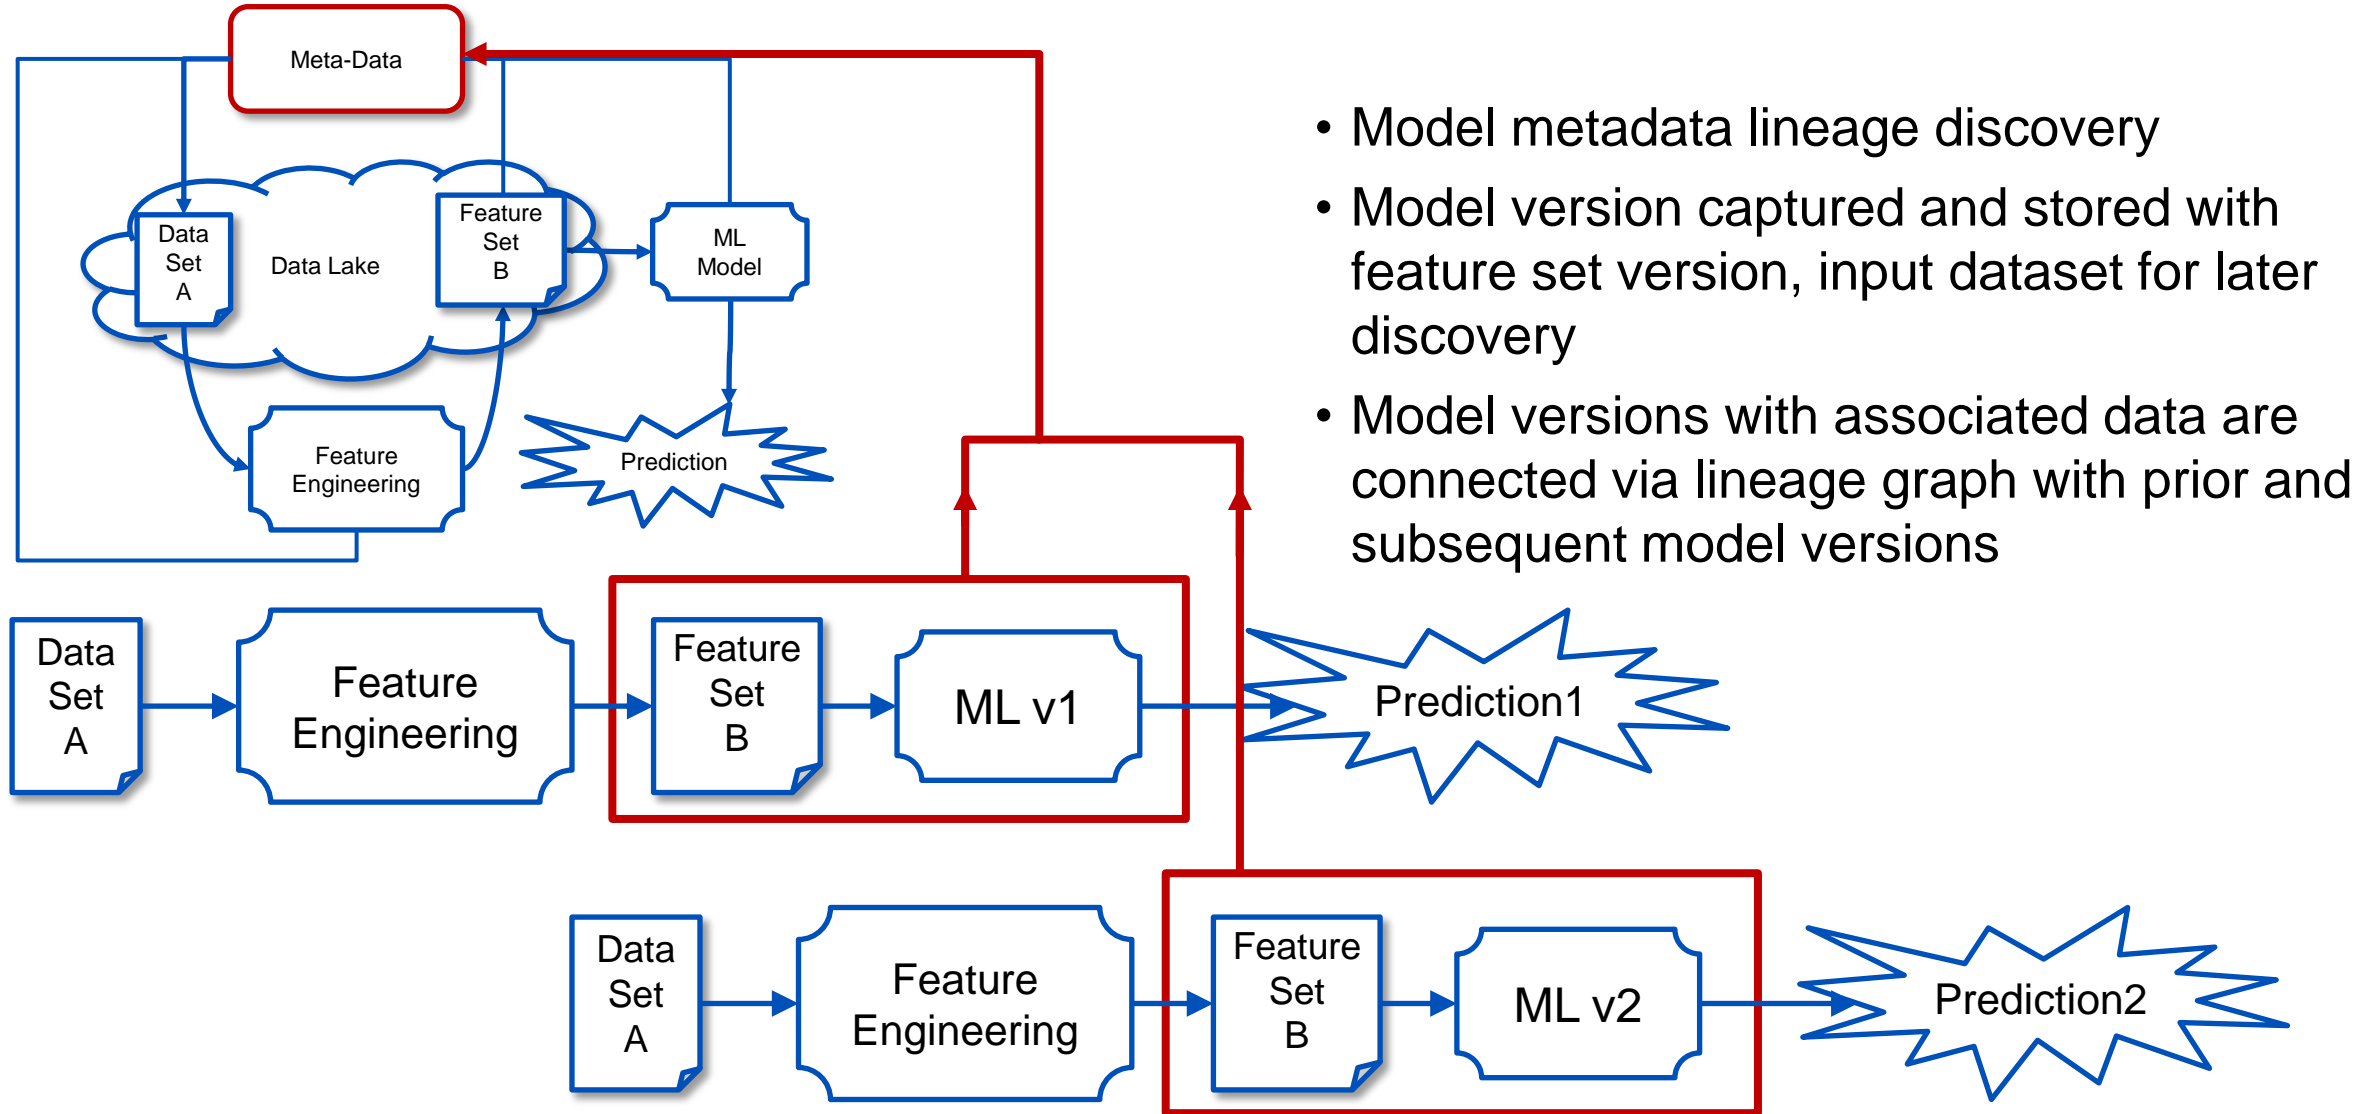 Meta-Data
Data
Set
A
Data Lake
Feature
Set
B
ML
Model
Feature
Engineering
Prediction
• Model metadata lineage discovery
• Model version captured and stored with
feature set version, input dataset for later
discovery
• Model versions with associated data are
connected via lineage graph with prior and
subsequent model versions
Data
Set
A
Feature
Engineering
Feature
Set
B
ML v1
Prediction1
Data
Set
A
Feature
Engineering
Feature
Set
B
ML v2
Prediction2